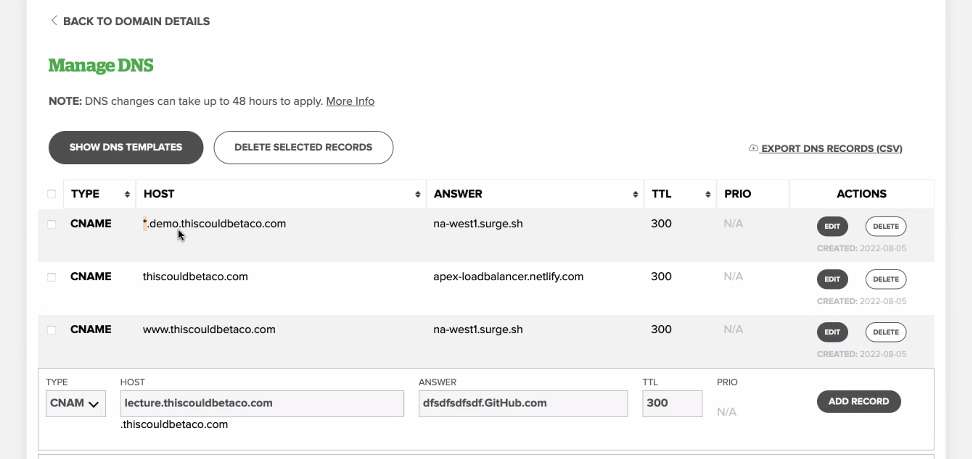 BACK TO DOMAIN DETAILS
Manage DNS
NOTE: DNS changes can take up to 48 hours to apply. More Info
SHOW DNS TEMPLATES DELETE SELECTED RECORDS EXPORT DNS RECORDS (CSV)
TYPE HOST ANSWER TTL PRIO ACTIONS
CNAME *.demo.thiscouldbetaco.com na-west1.surge.sh 300 N/A EDIT DELETE
CREATED: 2022-08-05
CNAME thiscouldbetaco.com apex-loadbalancer.netlify.com 300 N/A EDIT DELETE
CREATED: 2022-08-05
CNAME www.thiscouldbetaco.com na-west1.surge.sh 300 N/A EDIT DELETE
CREATED: 2022-08-05
TYPE HOST ANSWER TTL PRIO
CNAM lecture.thiscouldbetaco.com dfsdfsdfsdf.GitHub.com 300 N/A ADD RECORD
.thiscouldbetaco.com